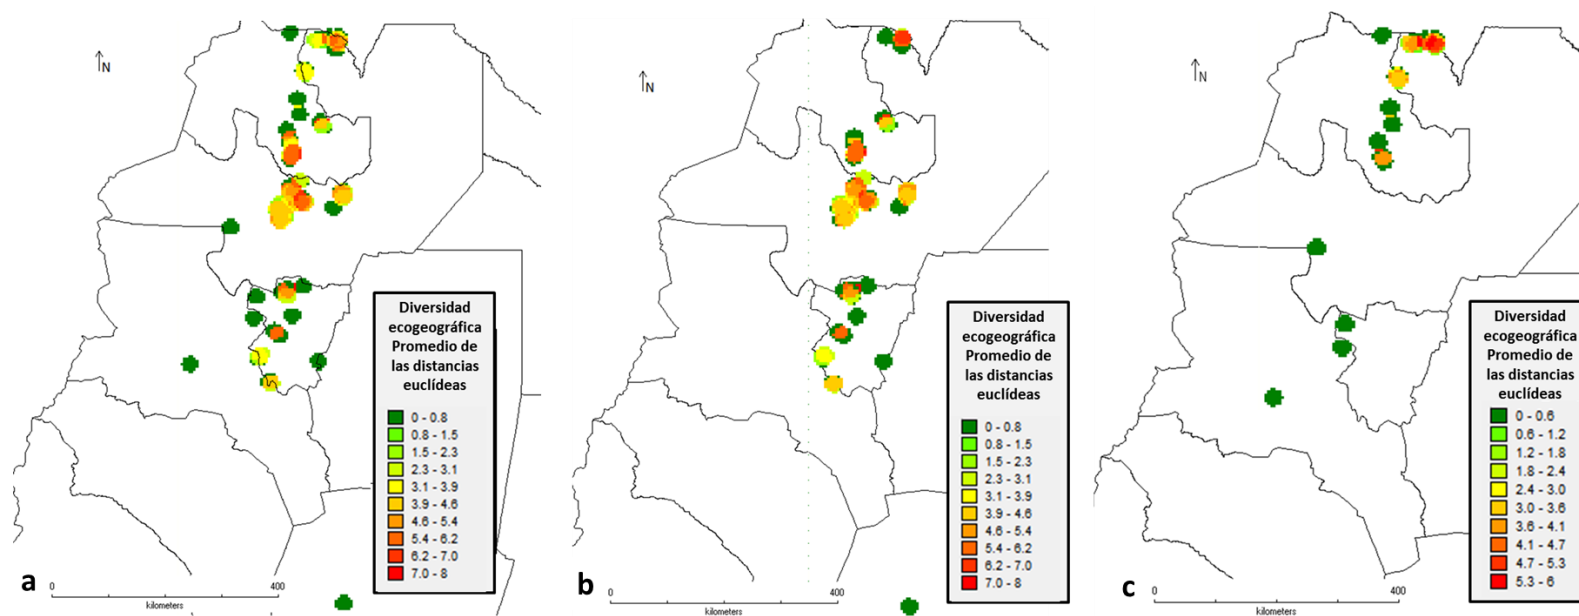 N
Diversidad
ecogeográfica
Promedio de
las distancias
euclídeas
0 - 0.8
0.8 - 1.5
1.5 - 2.3
2.3 - 3.1
3.1 - 3.9
3.9 - 4.6
4.6 - 5.4
5.4 - 6.2
6.2 - 7.0
7.0 - 8
a
0
400
kilometers
N
Diversidad
ecogeográfica
Promedio de
las distancias
euclídeas
0 - 0.8
0.8 - 1.5
1.5 - 2.3
2.3 - 3.1
3.1 - 3.9
3.9 - 4.6
4.6 - 5.4
5.4 - 6.2
6.2 - 7.0
7.0 - 8
b
0
400
kilometers
N
Diversidad
ecogeográfica
Promedio de
las distancias
euclídeas
0 - 0.6
0.6 - 1.2
1.2 - 1.8
1.8 - 2.4
2.4 - 3.0
3.0 - 3.6
3.6 - 4.1
4.1 - 4.7
4.7 - 5.3
5.3 - 6
c
0
400
kilometers